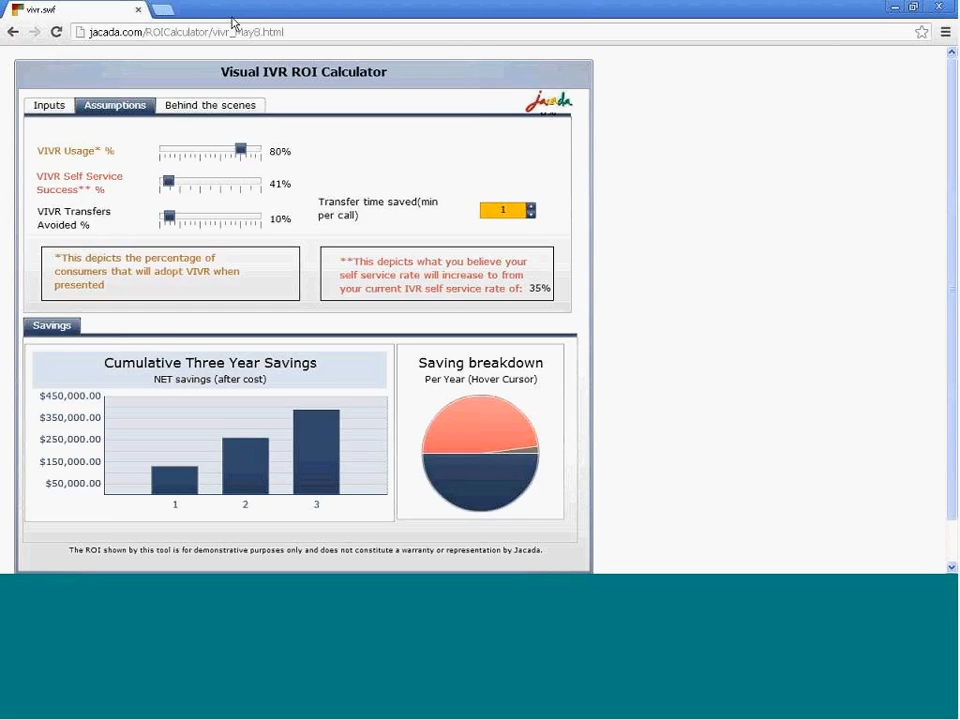 vivr.swf
jacada.com/ROICalculator/vivr_May8.html
Visual IVR ROI Calculator
Inputs Assumptions Behind the scenes
jacada
VIVR Usage* % 80%
VIVR Self Service
Success** % 41%
VIVR Transfers
Avoided % 10%
Transfer time saved(min
per call) 1
*This depicts the percentage of
consumers that will adopt VIVR when
presented
**This depicts what you believe your
self service rate will increase to from
your current IVR self service rate of: 35%
Savings
Cumulative Three Year Savings
NET savings (after cost)
$450,000.00
$350,000.00
$250,000.00
$150,000.00
$50,000.00
1 2 3
Saving breakdown
Per Year (Hover Cursor)
The ROI shown by this tool is for demonstrative purposes only and does not constitute a warranty or representation by Jacada.